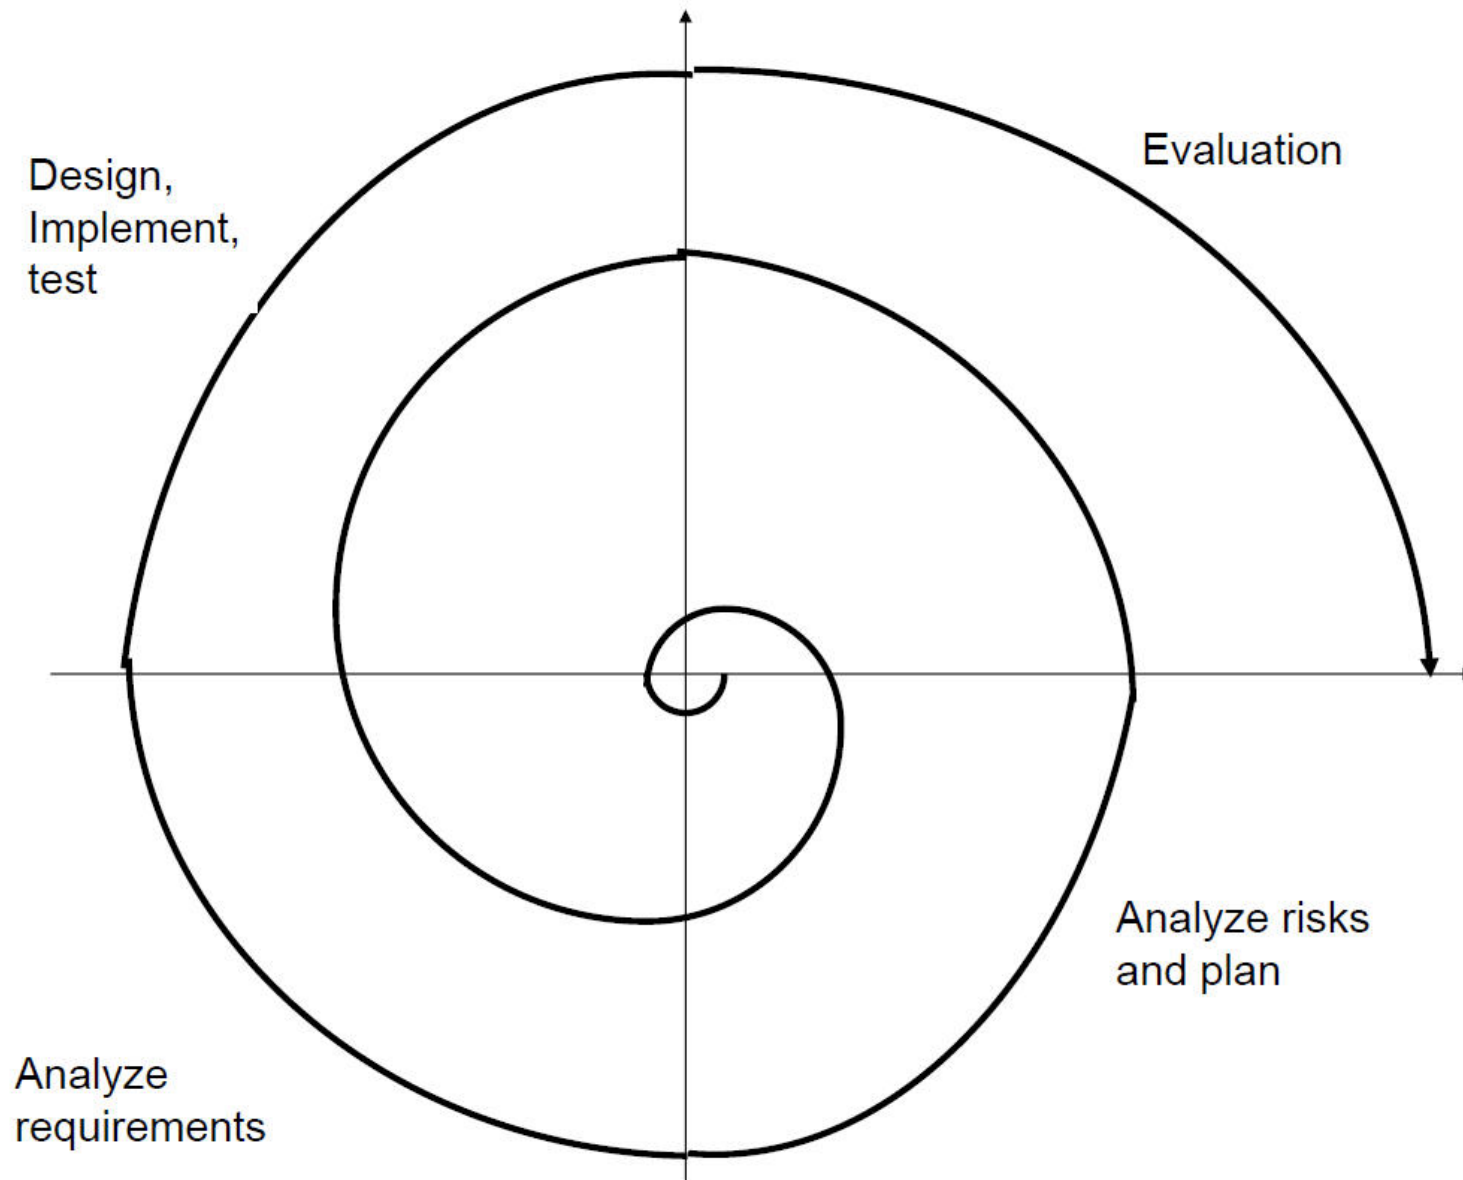 Evaluation
Design,
Implement,
test
Analyze risks
and plan
Analyze
requirements